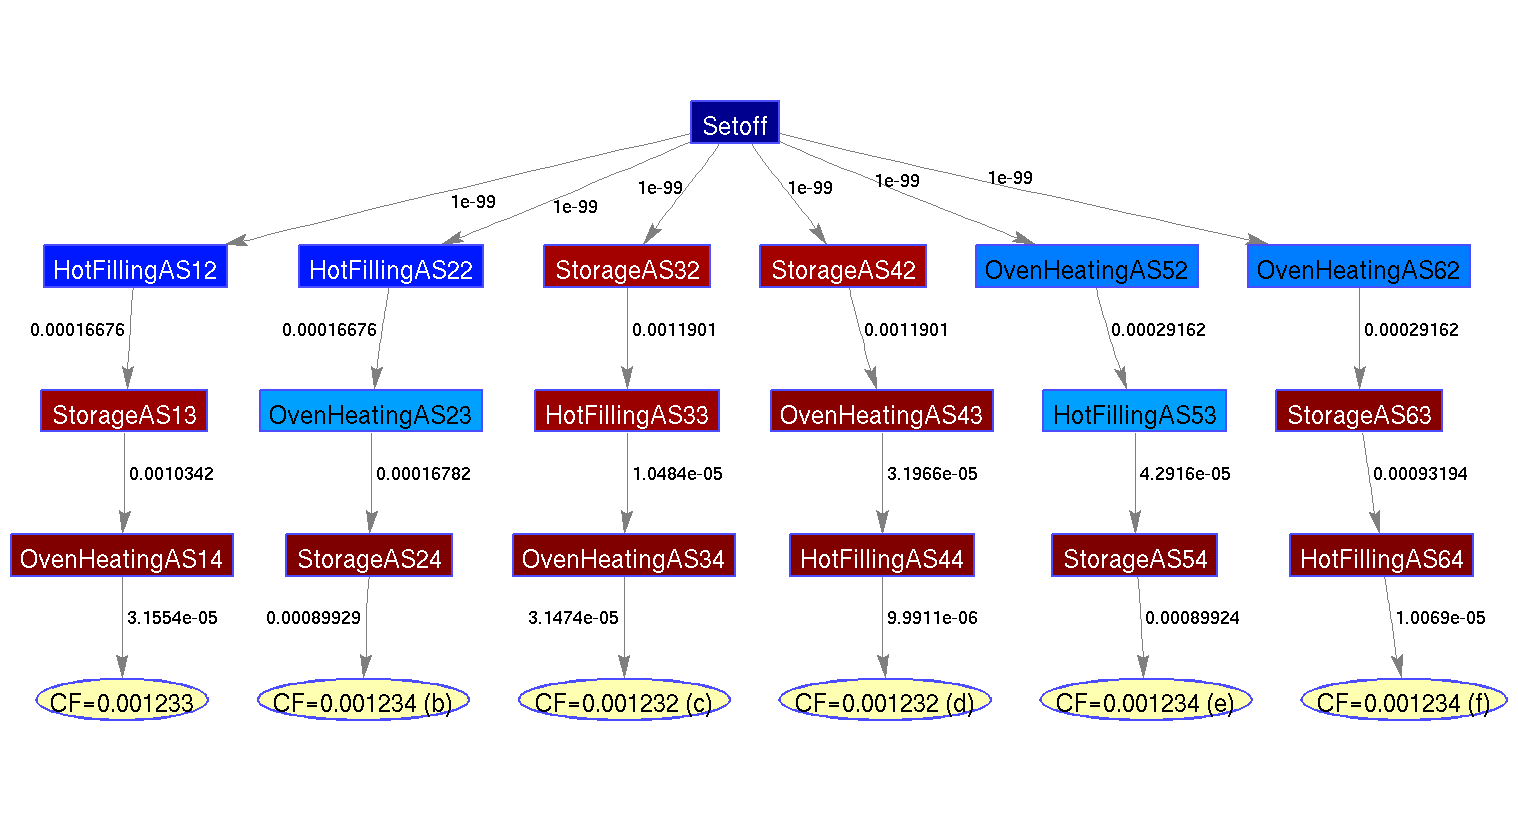 Setoff
1e-99
1e-99
1e-99
1e-99
1e-99
1e-99
HotFillingAS12
HotFillingAS22
StorageAS32
StorageAS42
OvenHeatingAS52
OvenHeatingAS62
0.00016676
0.00016676
0.0011901
0.0011901
0.00029162
0.00029162
StorageAS13
OvenHeatingAS23
HotFillingAS33
OvenHeatingAS43
HotFillingAS53
StorageAS63
0.0010342
0.00016782
1.0484e-05
3.1966e-05
4.2916e-05
0.00093194
OvenHeatingAS14
StorageAS24
OvenHeatingAS34
HotFillingAS44
StorageAS54
HotFillingAS64
3.1554e-05
0.00089929
3.1474e-05
9.9911e-06
0.00089924
1.0069e-05
CF=0.001233
CF=0.001234 (b)
CF=0.001232 (c)
CF=0.001232 (d)
CF=0.001234 (e)
CF=0.001234 (f)